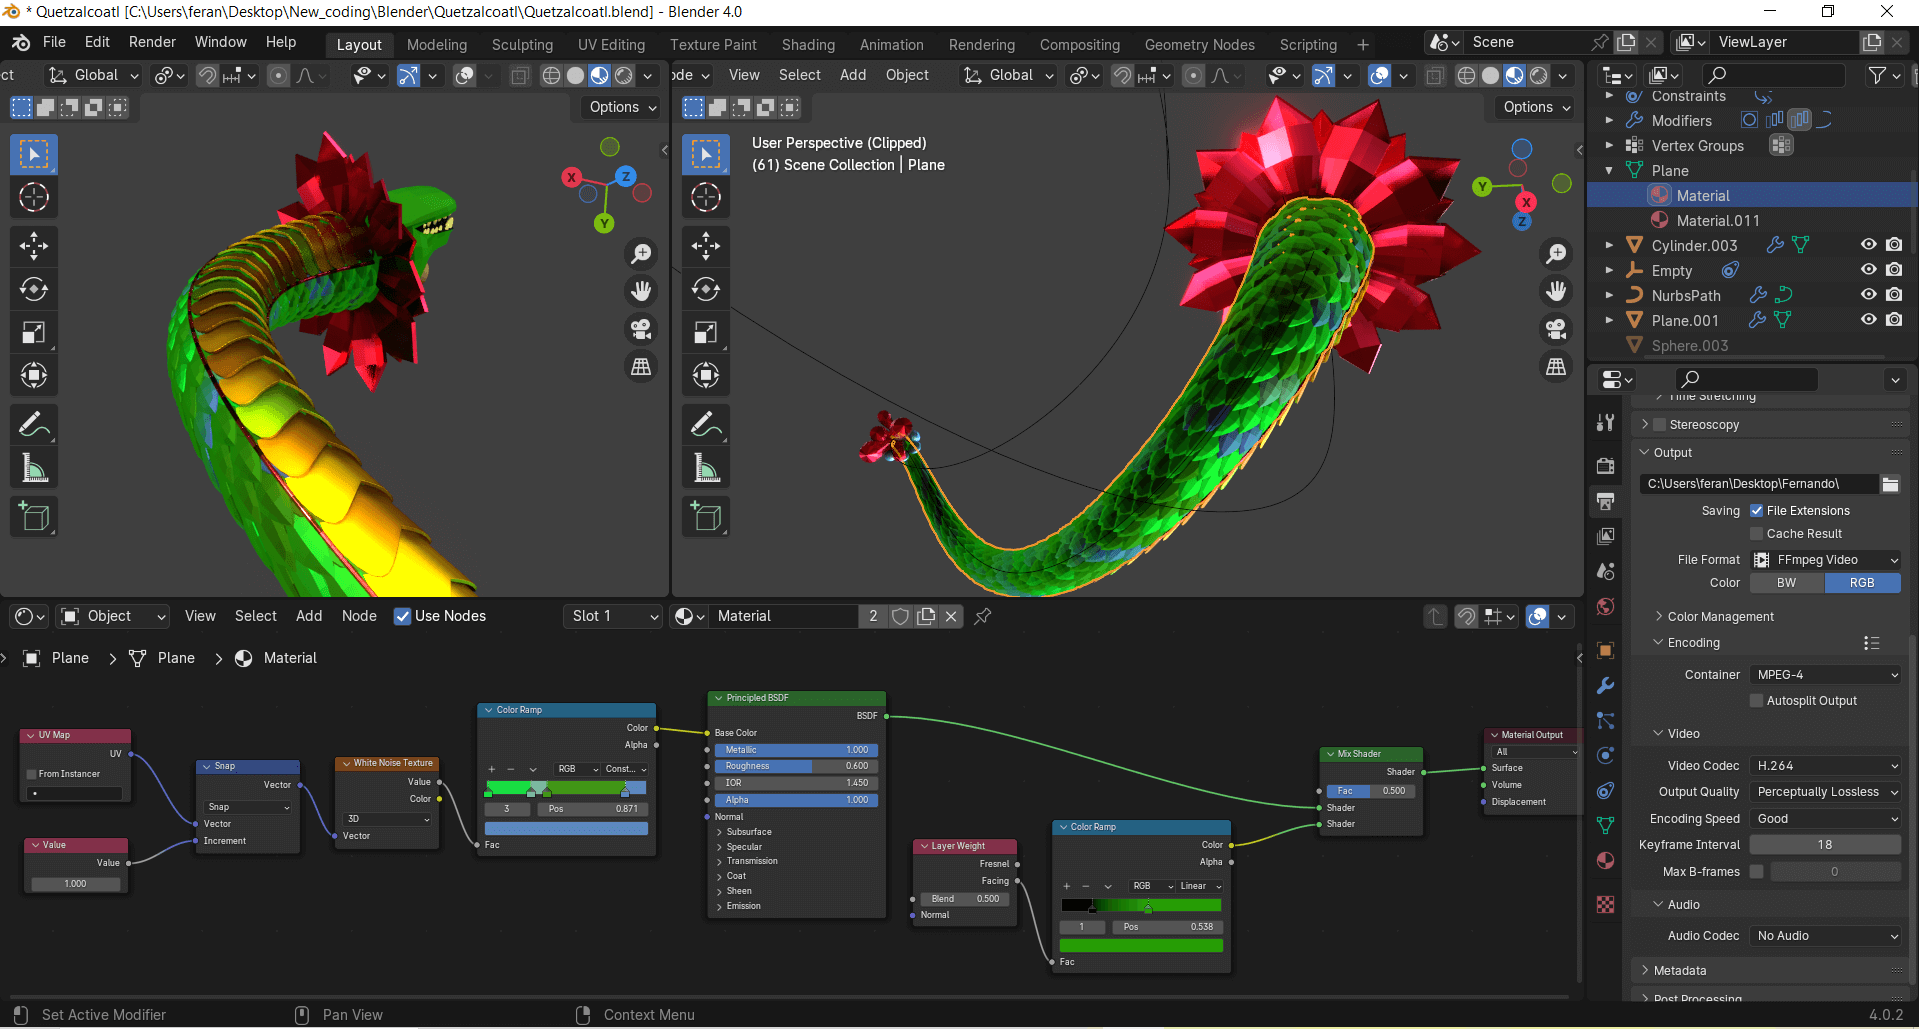 * Quetzalcoatl [C:\Users\feran\Desktop\New_coding\Blender\Quetzalcoatl\Quetzalcoatl.blend] - Blender 4.0
File Edit Render Window Help Layout Modeling Sculpting UV Editing Texture Paint Shading Animation Rendering Compositing Geometry Nodes Scripting + Scene ViewLayer
ct Global
ode View Select Add Object Global
Options
Options
User Perspective (Clipped)
(61) Scene Collection | Plane
X Z Y
Y X Z
Constraints
Modifiers
Vertex Groups
Plane
Material
Material.011
Cylinder.003
Empty
NurbsPath
Plane.001
Sphere.003
Time Stretching
Stereoscopy
Output
C:\Users\feran\Desktop\Fernando\
Saving File Extensions
Cache Result
File Format FFmpeg Video
Color BW RGB
Color Management
Encoding
Container MPEG-4
Autosplit Output
Video
Video Codec H.264
Output Quality Perceptually Lossless
Encoding Speed Good
Keyframe Interval 18
Max B-frames 0
Audio
Audio Codec No Audio
Metadata
Post Processing
Object View Select Add Node Use Nodes Slot 1 Material 2
Plane > Plane > Material
UV Map
UV
From Instancer
Value
Value
1.000
Snap
Vector
Snap
Vector
Increment
White Noise Texture
Value
Color
3D
Vector
Color Ramp
Color
Alpha
+ − RGB Const...
3 Pos 0.871
Fac
Principled BSDF
BSDF
Base Color
Metallic 1.000
Roughness 0.600
IOR 1.450
Alpha 1.000
Normal
Subsurface
Specular
Transmission
Coat
Sheen
Emission
Layer Weight
Fresnel
Facing
Blend 0.500
Normal
Color Ramp
Color
Alpha
+ − RGB Linear
1 Pos 0.538
Fac
Mix Shader
Shader
Fac 0.500
Shader
Shader
Material Output
All
Surface
Volume
Displacement
Set Active Modifier Pan View Context Menu 4.0.2